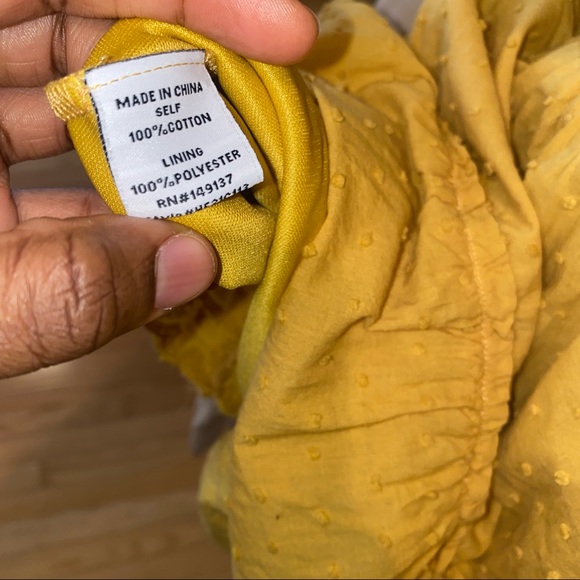 MADE IN CHINA
SELF
100%COTTON
LINING
100%POLYESTER
RN#149137